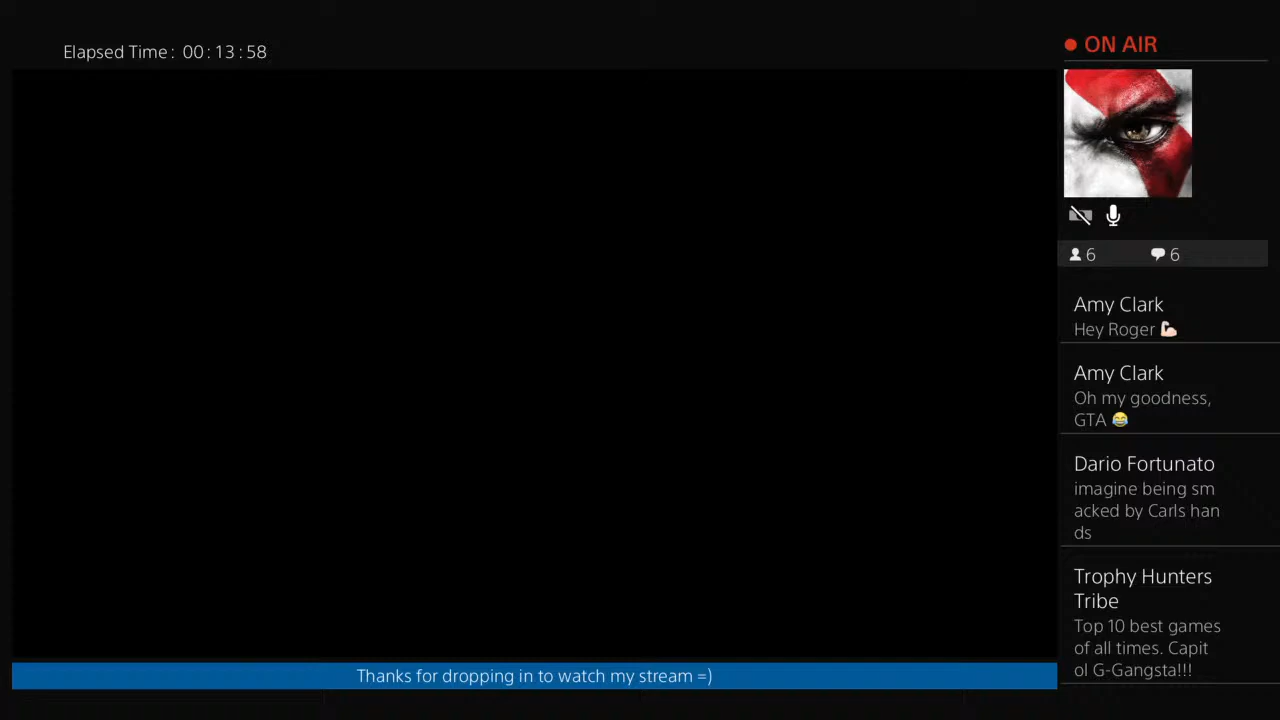 Elapsed Time: 00:13:58
ON AIR
6 6
Amy Clark
Hey Roger 💪🏻
Amy Clark
Oh my goodness,
GTA 😂
Dario Fortunato
imagine being sm
acked by Carls han
ds
Trophy Hunters
Tribe
Top 10 best games
of all times. Capit
ol G-Gangsta!!!
Thanks for dropping in to watch my stream =)